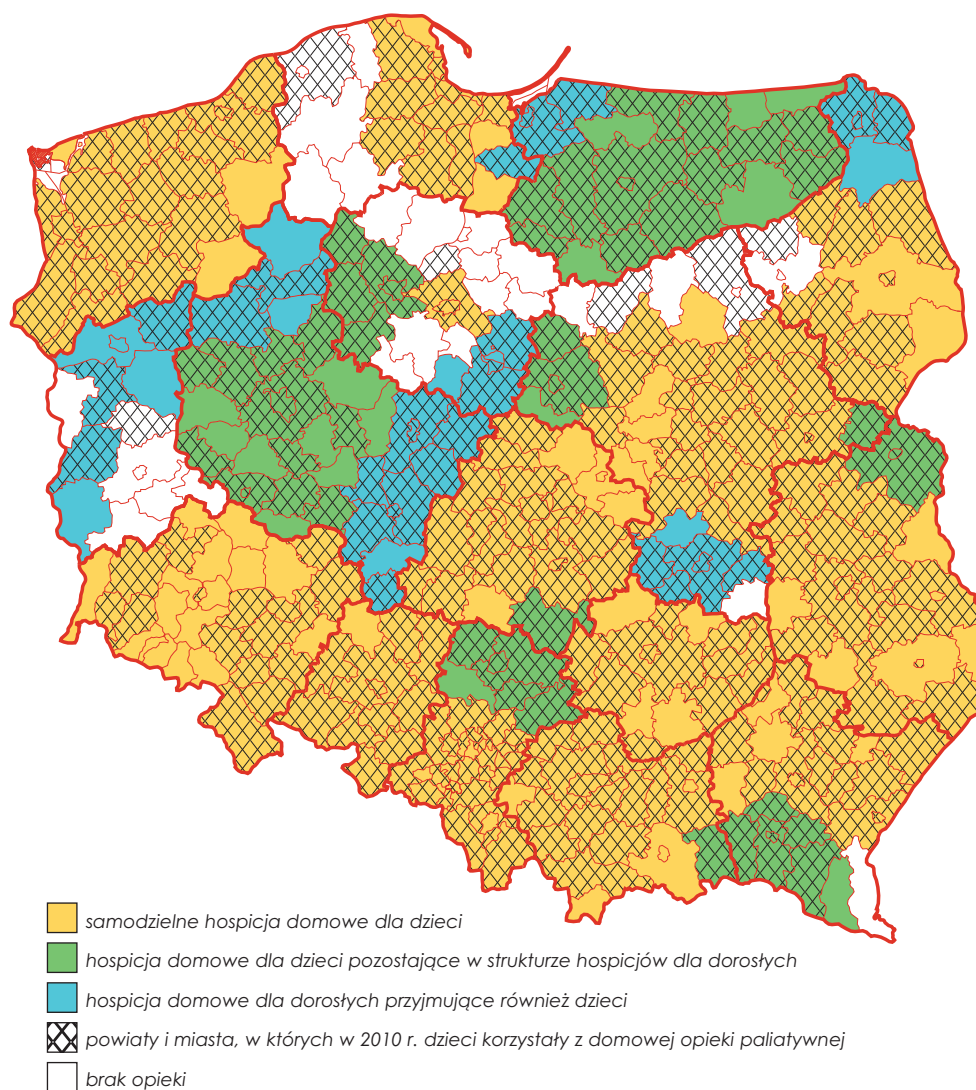 samodzielne hospicja domowe dla dzieci
hospicja domowe dla dzieci pozostające w strukturze hospicjów dla dorosłych
hospicja domowe dla dorosłych przyjmujące również dzieci
powiaty i miasta, w których w 2010 r. dzieci korzystały z domowej opieki paliatywnej
brak opieki